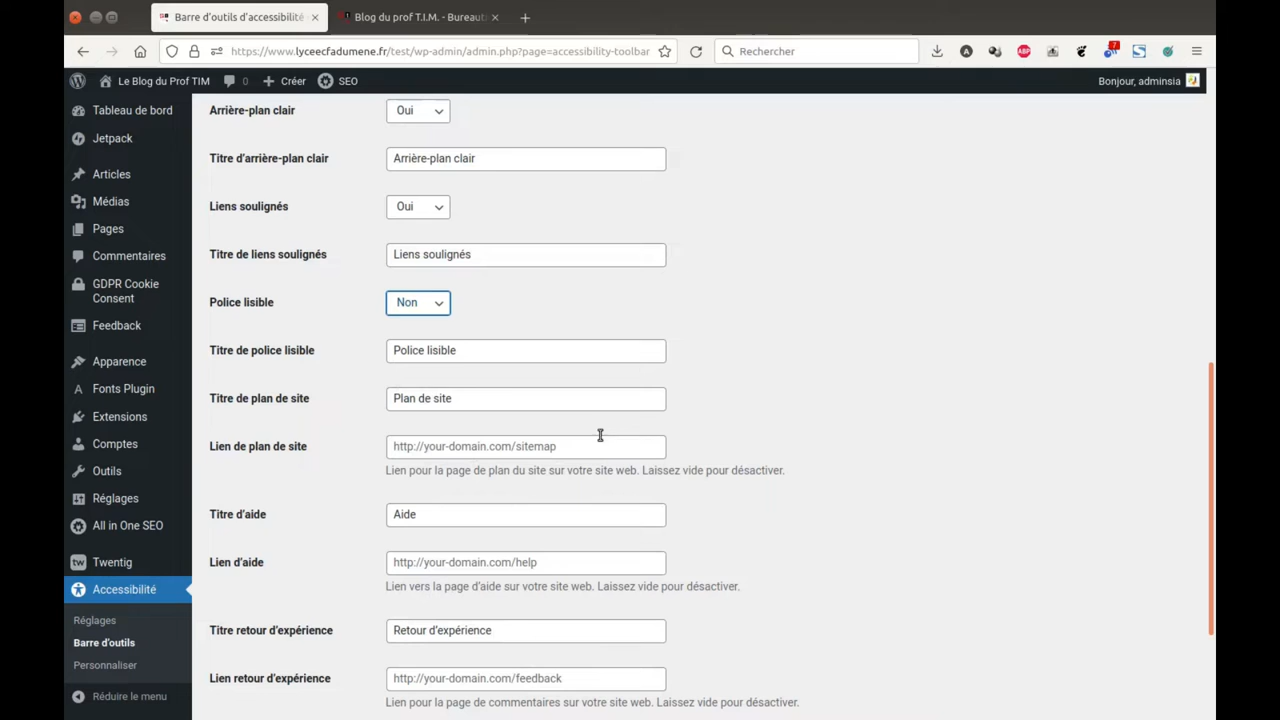 Barre d'outils d'accessibilité
Blog du prof T.I.M. - Bureaut
https://www.lyceecfadumene.fr/test/wp-admin/admin.php?page=accessibility-toolbar
Rechercher
7
ABP
Le Blog du Prof TIM
0
Créer
SEO
Bonjour, adminsia
Tableau de bord
Jetpack
Articles
Médias
Pages
Commentaires
GDPR Cookie
Consent
Feedback
Apparence
Fonts Plugin
Extensions
Comptes
Outils
Réglages
All in One SEO
tw Twentig
Accessibilité
Réglages
Barre d'outils
Personnaliser
Réduire le menu
Arrière-plan clair
Oui
Titre d'arrière-plan clair
Arrière-plan clair
Liens soulignés
Oui
Titre de liens soulignés
Liens soulignés
Police lisible
Non
Titre de police lisible
Police lisible
Titre de plan de site
Plan de site
Lien de plan de site
http://your-domain.com/sitemap
Lien pour la page de plan du site sur votre site web. Laissez vide pour désactiver.
Titre d'aide
Aide
Lien d'aide
http://your-domain.com/help
Lien vers la page d'aide sur votre site web. Laissez vide pour désactiver.
Titre retour d'expérience
Retour d'expérience
Lien retour d'expérience
http://your-domain.com/feedback
Lien pour la page de commentaires sur votre site web. Laissez vide pour désactiver.